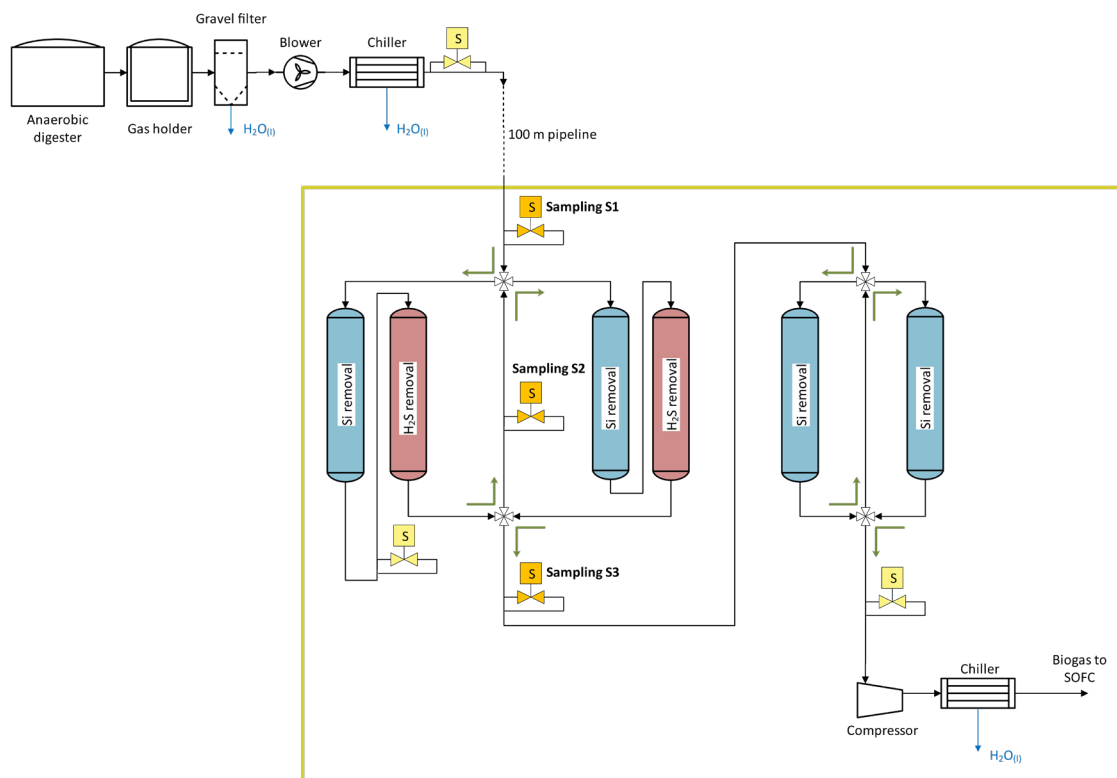 Gravel filter
Blower
Chiller
S
Anaerobic
digester
Gas holder
H₂O(l)
H₂O(l)
100 m pipeline
S
Sampling S1
Si removal
H₂S removal
Sampling S2
S
Si removal
H₂S removal
Si removal
Si removal
S
S
Sampling S3
S
Compressor
Chiller
Biogas to
SOFC
H₂O(l)